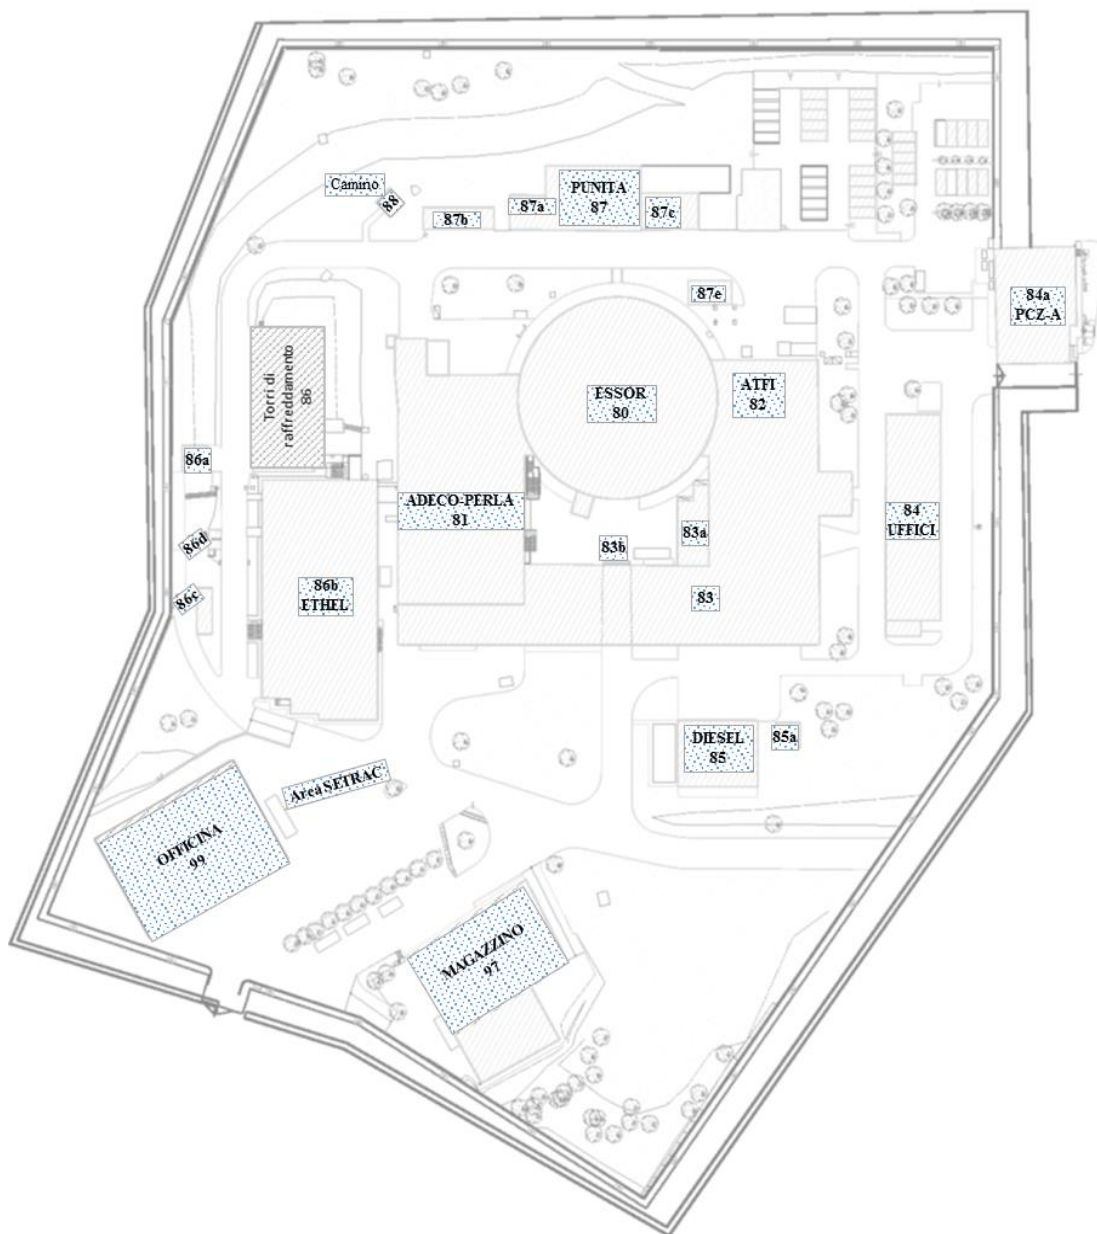 Camino
88
87b
87a
PUNITA
87
87c
84a
PCZ-A
87e
Torri di
raffreddamento
86
ESSOR
80
ATFI
82
86a
ADECO-PERLA
81
84
UFFICI
86d
83b
83a
86c
86b
ETHEL
83
DIESEL
85
85a
Area SETRAC
OFFICINA
99
MAGAZZINO
97